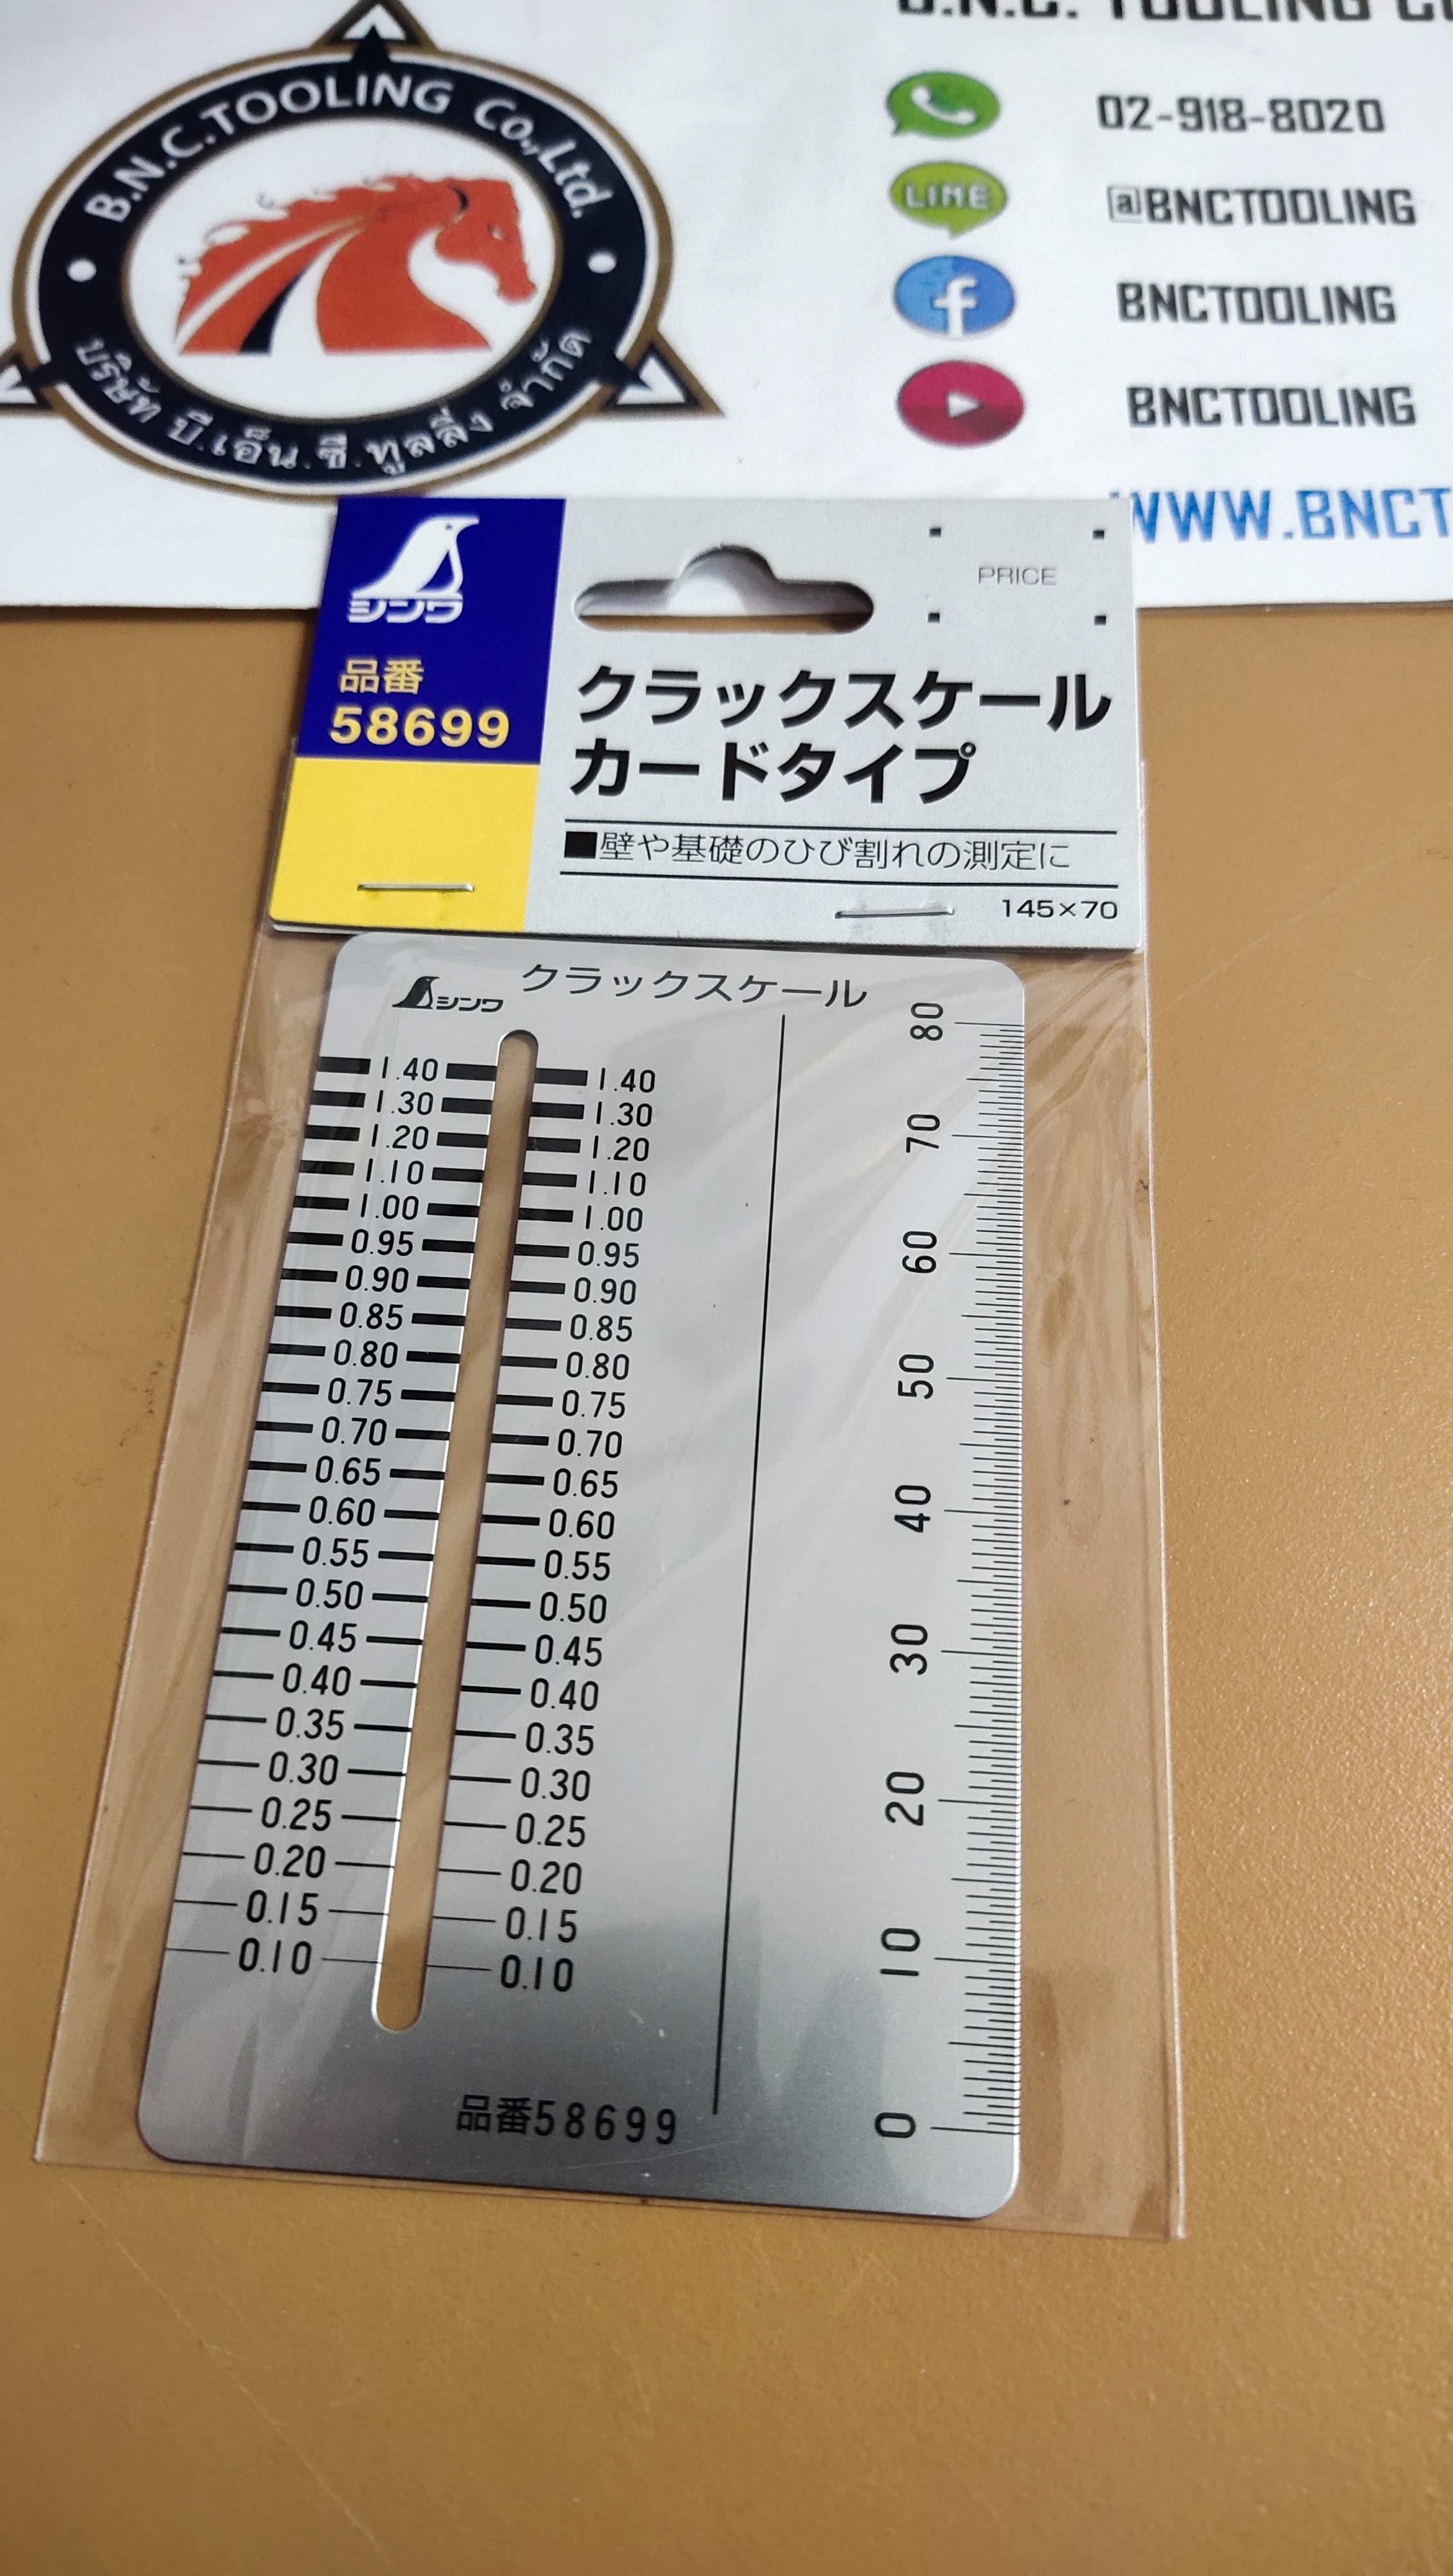 B.N.C.TOOLING Co.,Ltd.
บริษัท บี.เอ็น.ซี.ทูลลิ่ง จำกัด
B.N.C. TOOLING
02-918-8020
LINE
@BNCTOOLING
f
BNCTOOLING
BNCTOOLING
WWW.BNCT
シンワ
品番
58699
PRICE
クラックスケール
カードタイプ
■壁や基礎のひび割れの測定に
145×70
シンワ
クラックスケール
1.40 1.40
1.30 1.30
1.20 1.20
1.10 1.10
1.00 1.00
0.95 0.95
0.90 0.90
0.85 0.85
0.80 0.80
0.75 0.75
0.70 0.70
0.65 0.65
0.60 0.60
0.55 0.55
0.50 0.50
0.45 0.45
0.40 0.40
0.35 0.35
0.30 0.30
0.25 0.25
0.20 0.20
0.15 0.15
0.10 0.10
品番58699
80
70
60
50
40
30
20
10
0